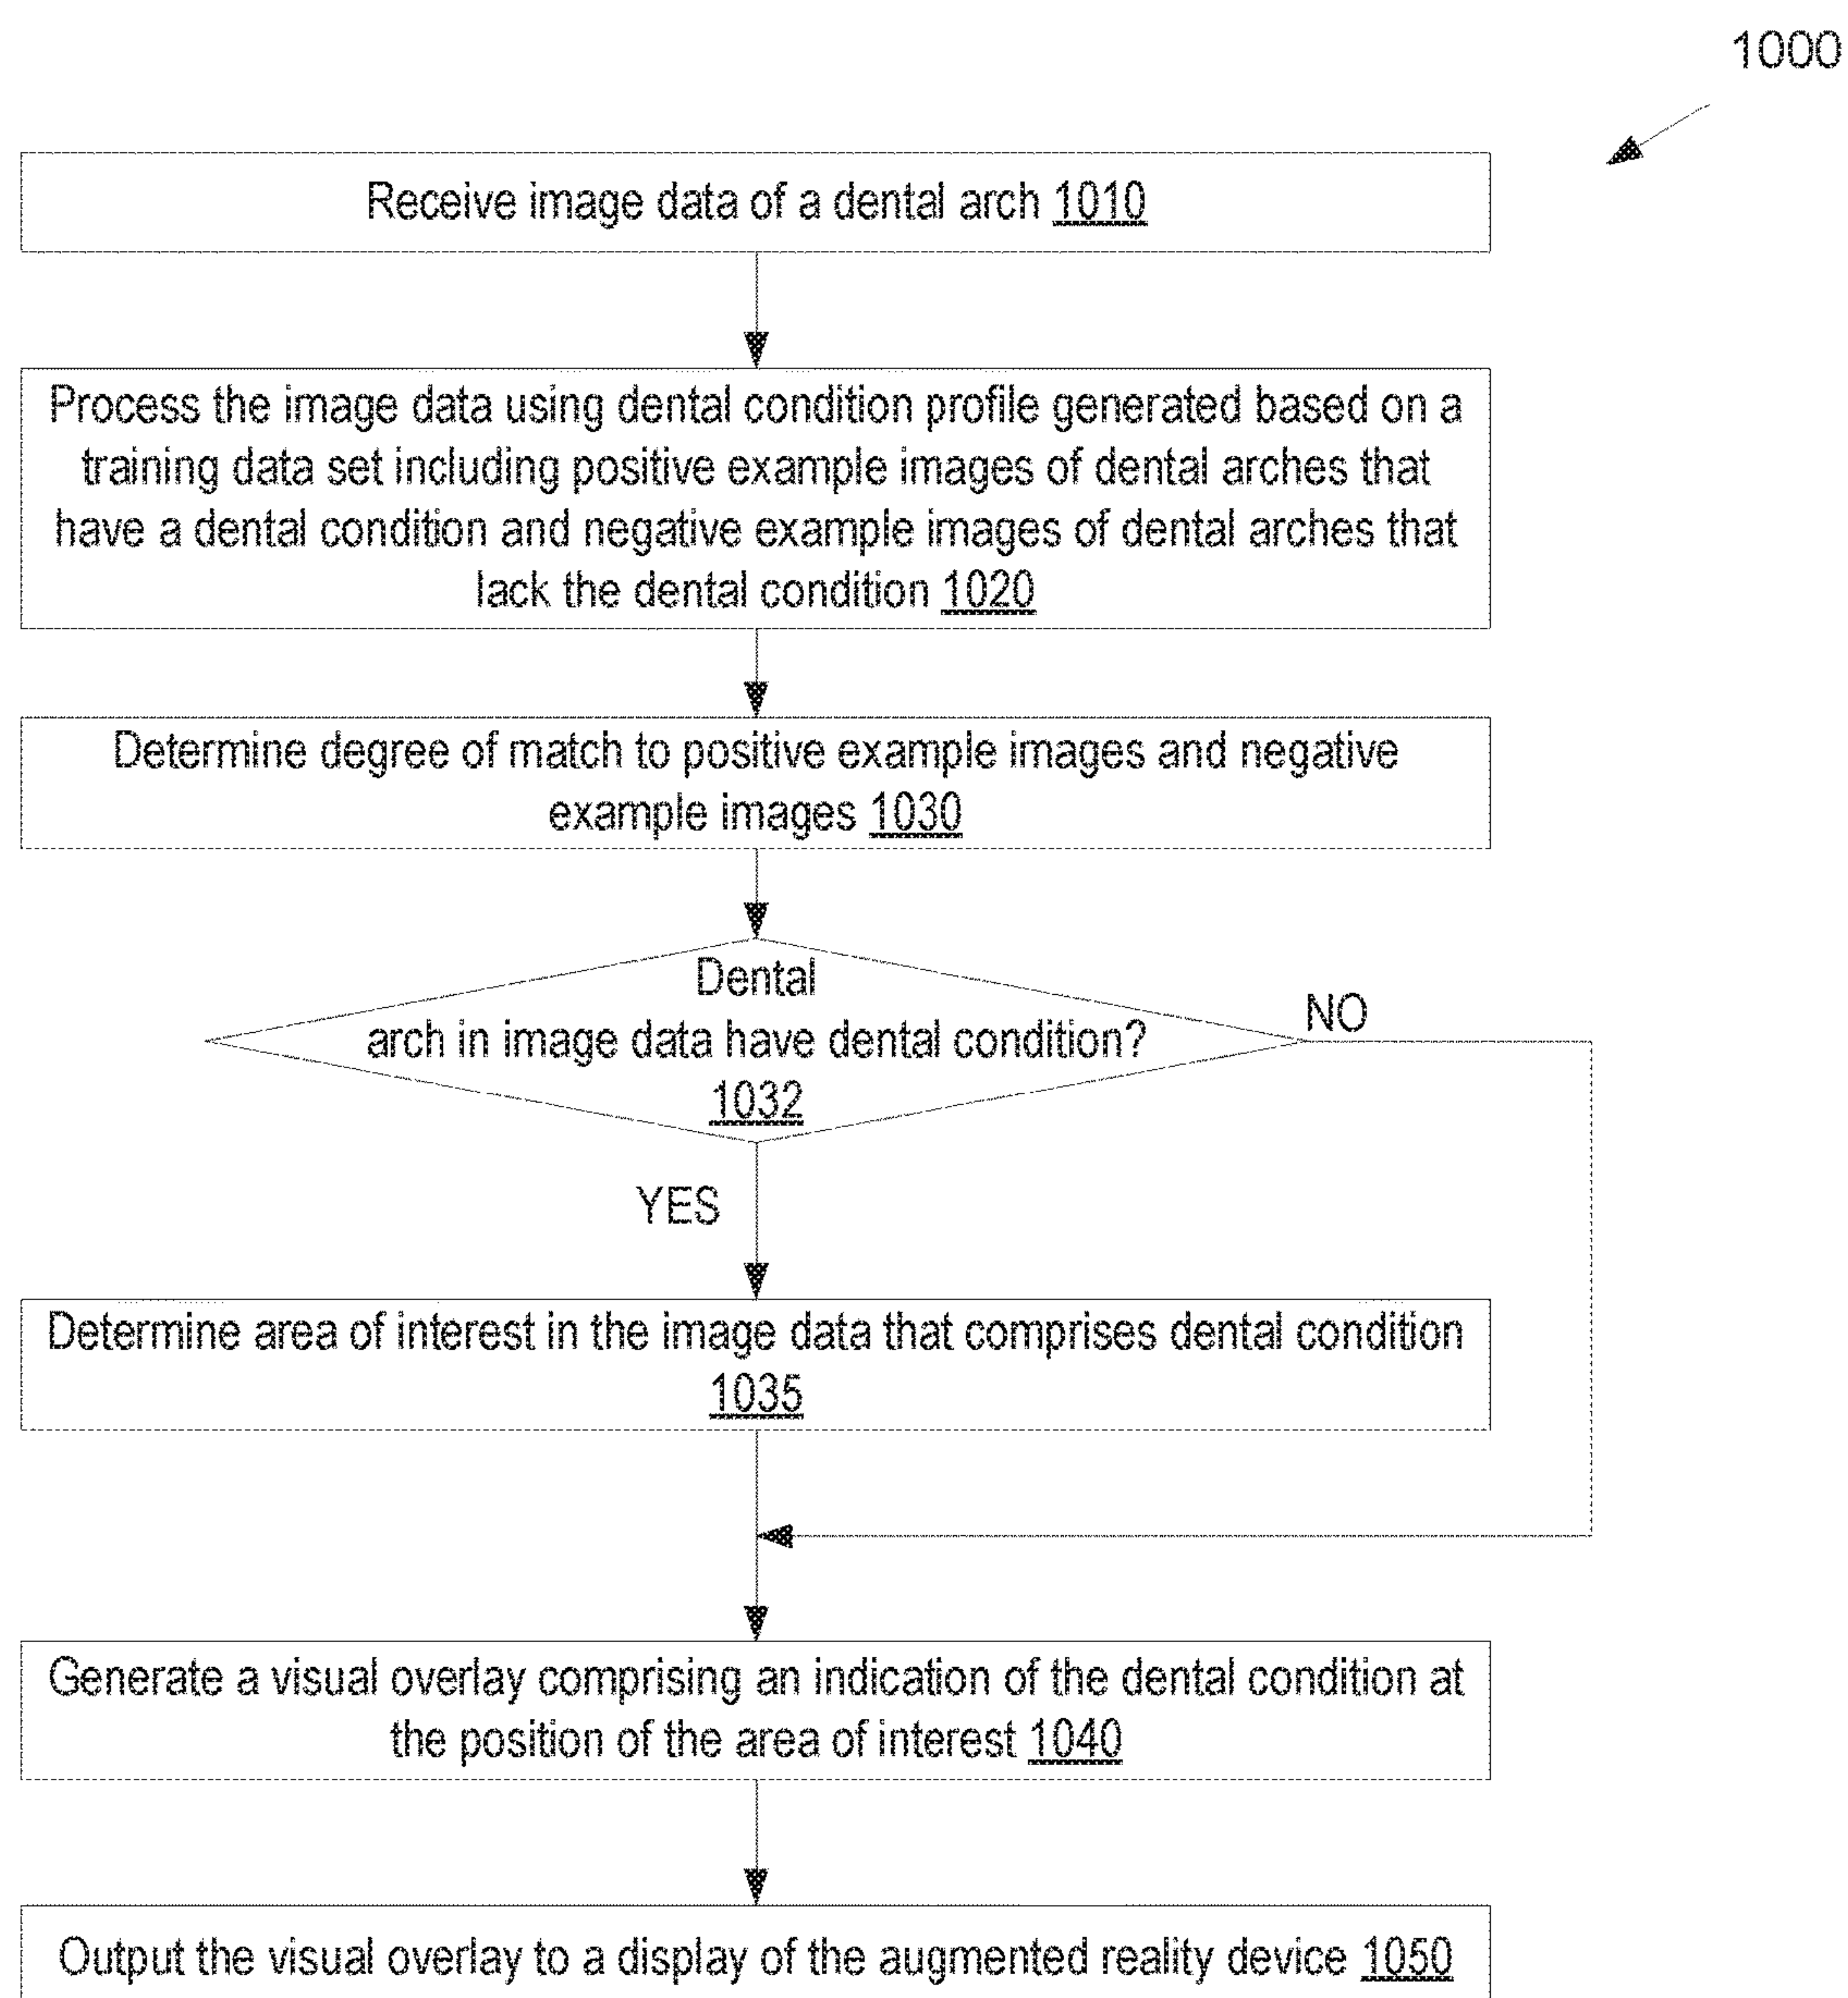 1000
Receive image data of a dental arch 1010
Process the image data using dental condition profile generated based on a
training data set including positive example images of dental arches that
have a dental condition and negative example images of dental arches that
lack the dental condition 1020
Determine degree of match to positive example images and negative
example images 1030
Dental
arch in image data have dental condition?
1032
NO
YES
Determine area of interest in the image data that comprises dental condition
1035
Generate a visual overlay comprising an indication of the dental condition at
the position of the area of interest 1040
Output the visual overlay to a display of the augmented reality device 1050